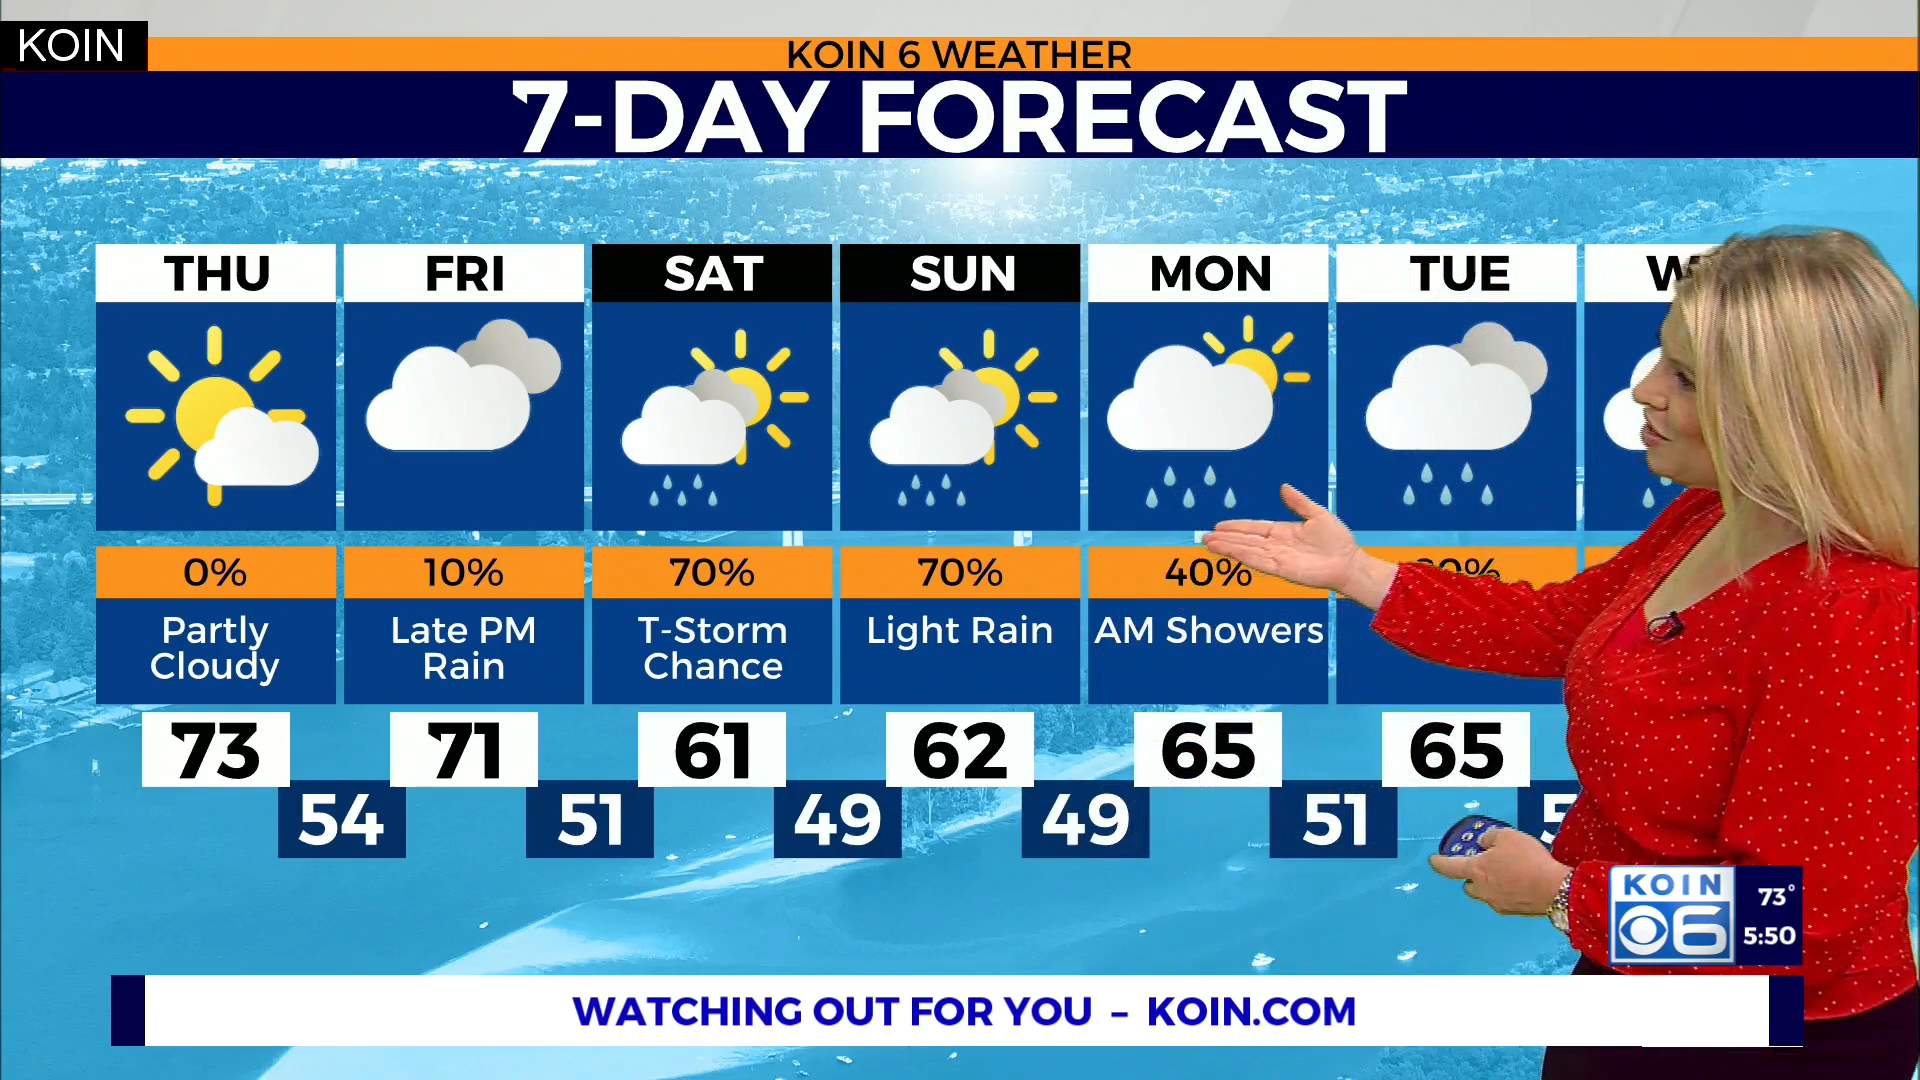 KOIN
KOIN 6 WEATHER
7-DAY FORECAST
THU
FRI
SAT
SUN
MON
TUE
0%
10%
70%
70%
40%
Partly
Cloudy
Late PM
Rain
T-Storm
Chance
Light Rain
AM Showers
73
71
61
62
65
65
54
51
49
49
51
KOIN
6
73°
5:50
WATCHING OUT FOR YOU – KOIN.COM